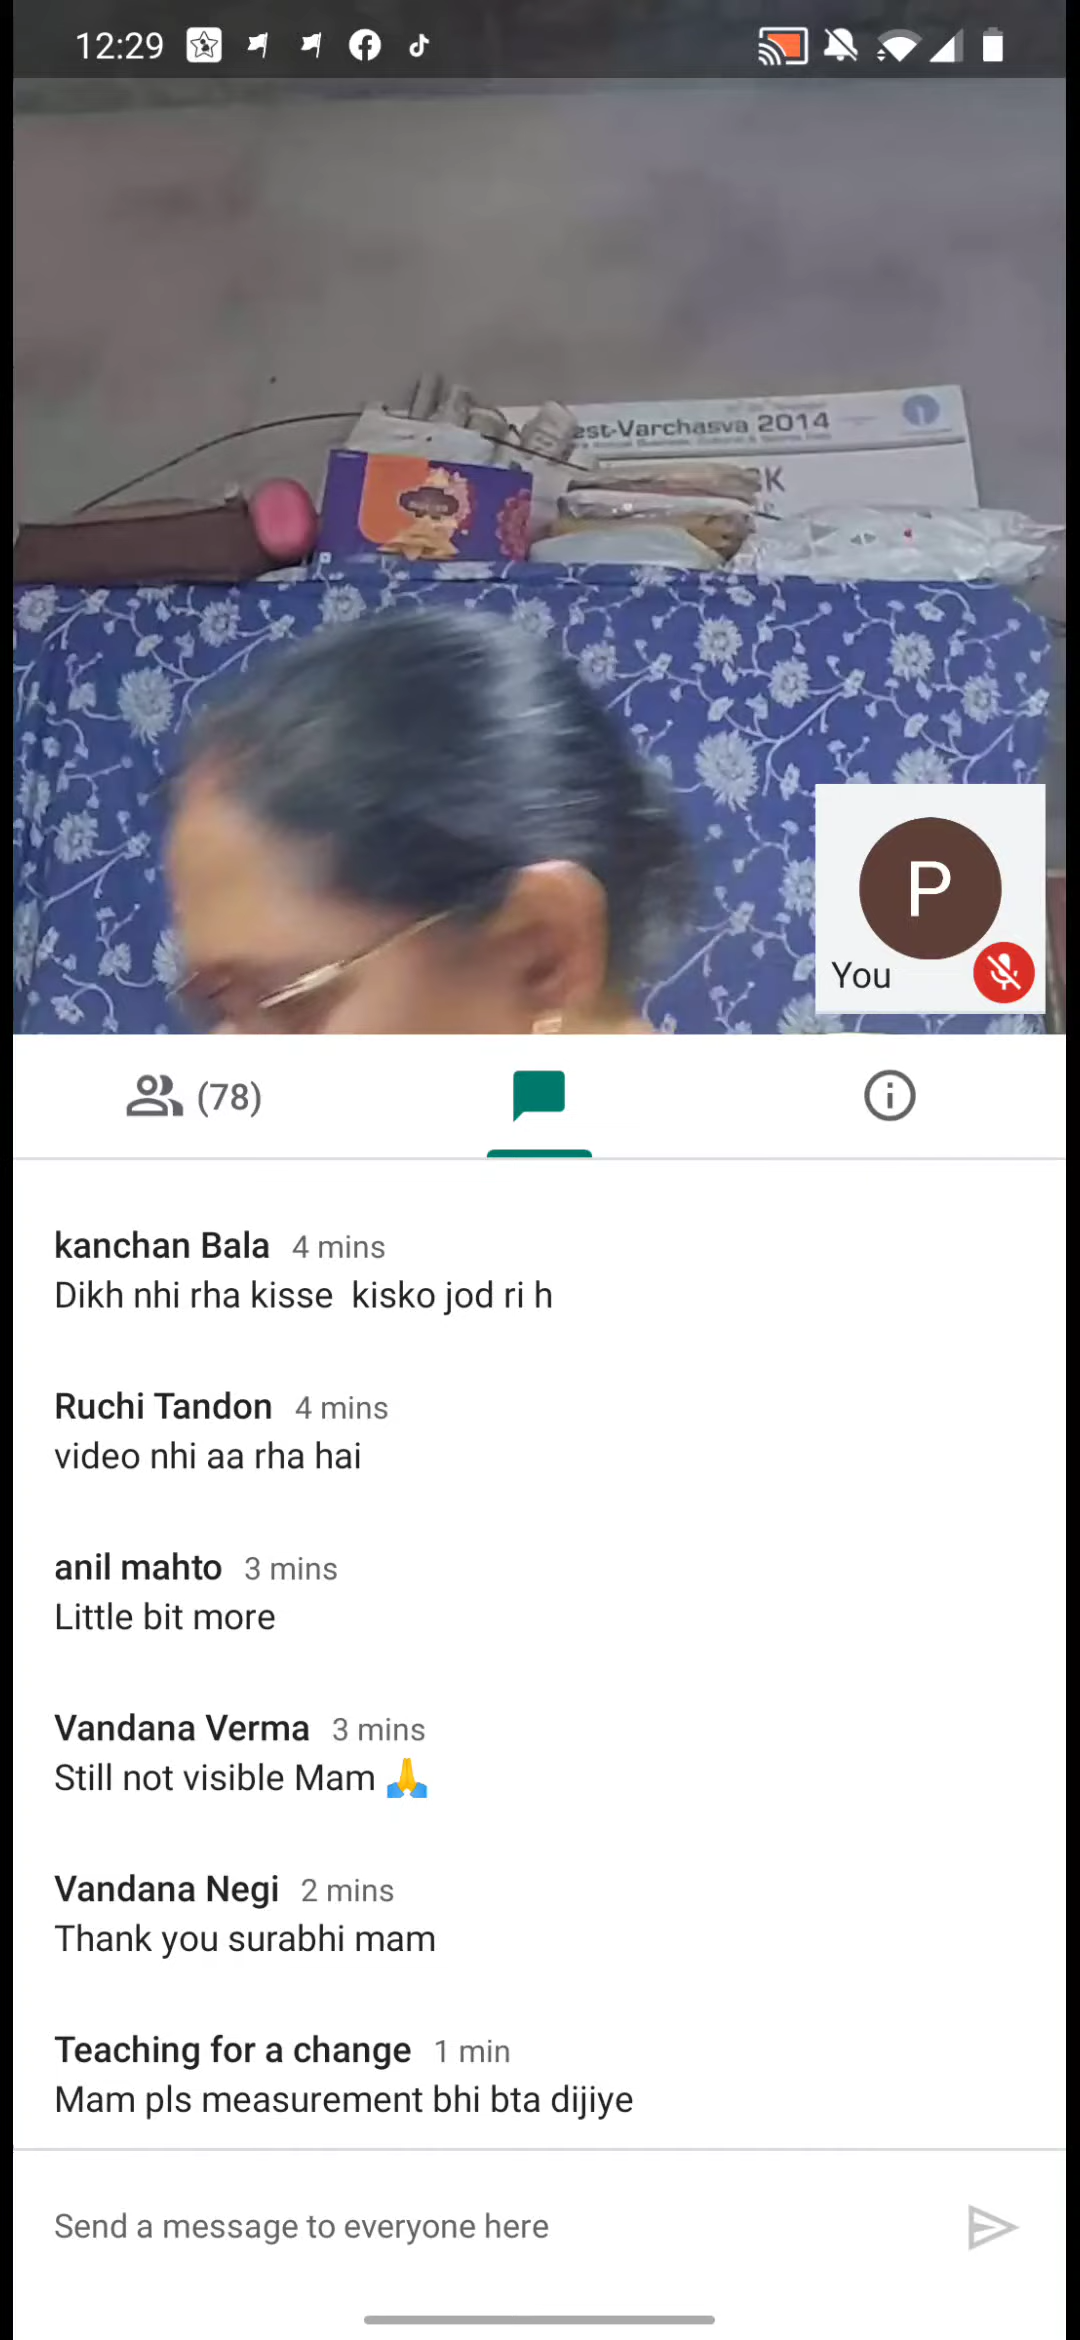 12:29
est-Varchasva 2014
K
P
You
(78)
kanchan Bala 4 mins
Dikh nhi rha kisse kisko jod ri h
Ruchi Tandon 4 mins
video nhi aa rha hai
anil mahto 3 mins
Little bit more
Vandana Verma 3 mins
Still not visible Mam 🙏
Vandana Negi 2 mins
Thank you surabhi mam
Teaching for a change 1 min
Mam pls measurement bhi bta dijiye
Send a message to everyone here